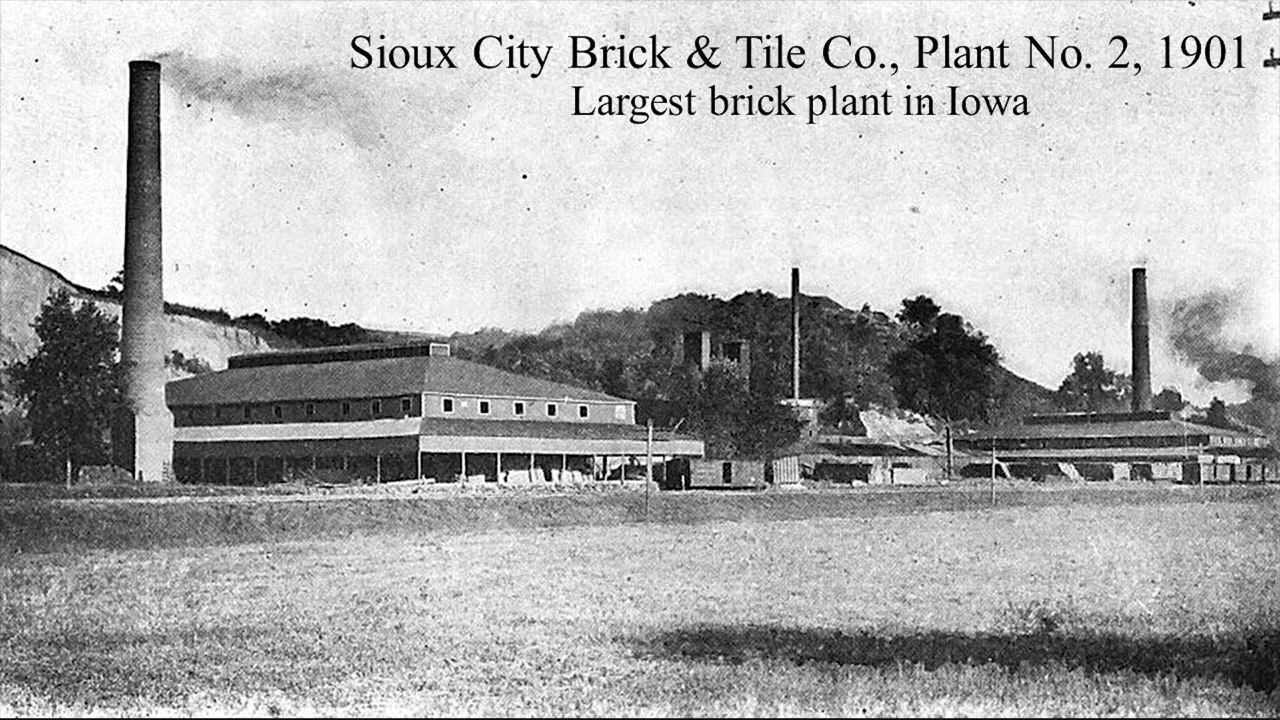 Sioux City Brick & Tile Co., Plant No. 2, 1901
Largest brick plant in Iowa